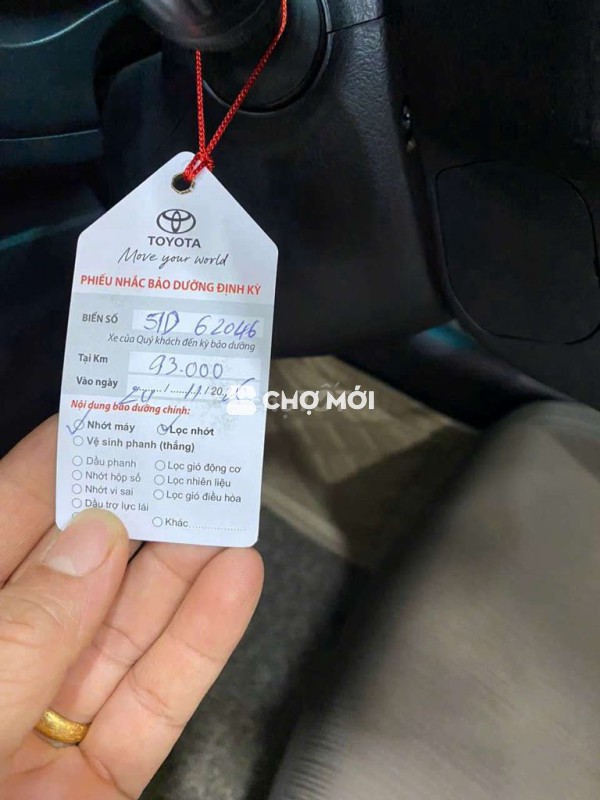 TOYOTA
Move your world
PHIẾU NHẮC BẢO DƯỠNG ĐỊNH KỲ
BIỂN SỐ 51D 62046
Xe của Quý khách đến kỳ bảo dưỡng
Tại Km 93.000
Vào ngày / 11 / 20
CHỢ MỚI
Nội dung bảo dưỡng chính:
Nhớt máy Lọc nhớt
Vệ sinh phanh (thắng)
Dầu phanh Lọc gió động cơ
Nhớt hộp số Lọc nhiên liệu
Nhớt vi sai Lọc gió điều hòa
Dầu trợ lực lái
Khác